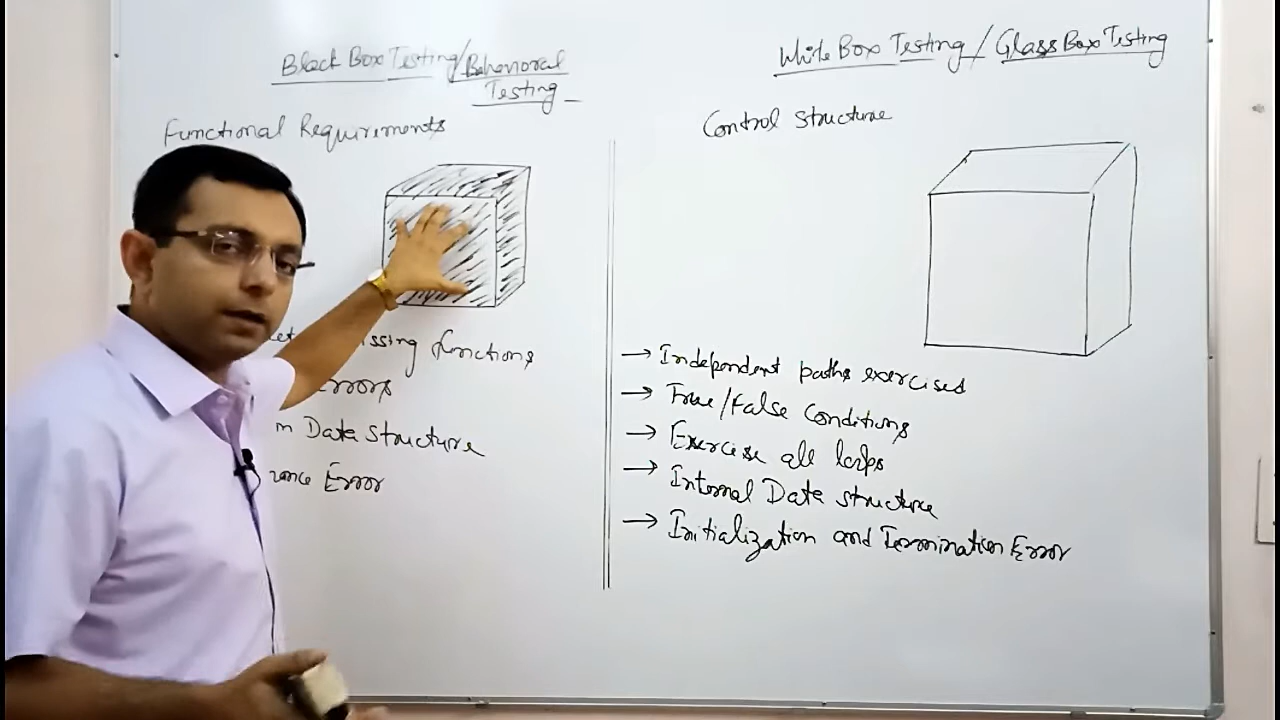 Black Box Testing/Behavioral
Testing
Functional Requirements
ssing functions
Errors
Data Structure
Error
White Box Testing / Glass Box Testing
Control Structure
→ Independent paths exercised
→ True/False Conditions
→ Exercise all loops
→ Internal Data structure
→ Initialization and Termination Error